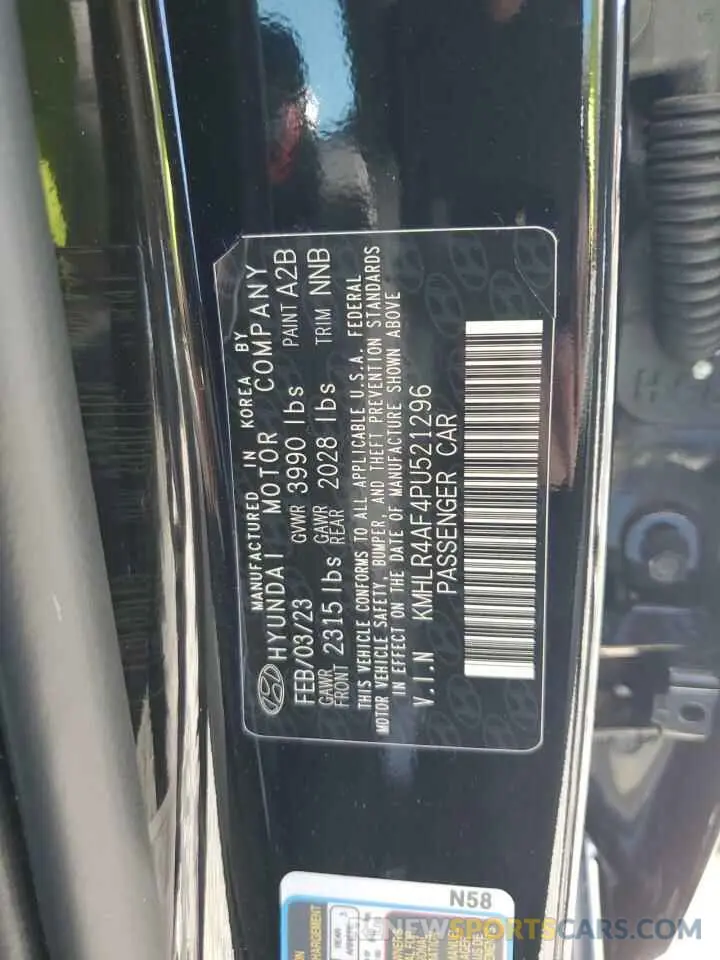 MANUFACTURED IN KOREA BY
HYUNDAI MOTOR COMPANY
FEB/03/23 GVWR 3990 lbs PAINT A2B
GAWR FRONT 2315 lbs GAWR REAR 2028 lbs TRIM NNB
THIS VEHICLE CONFORMS TO ALL APPLICABLE U.S.A. FEDERAL
MOTOR VEHICLE SAFETY, BUMPER, AND THEFT PREVENTION STANDARDS
IN EFFECT ON THE DATE OF MANUFACTURE SHOWN ABOVE
V.I.N KMHLR4AF4PU521296
PASSENGER CAR
N58
REAR
RENEWSPORTSCARS.COM